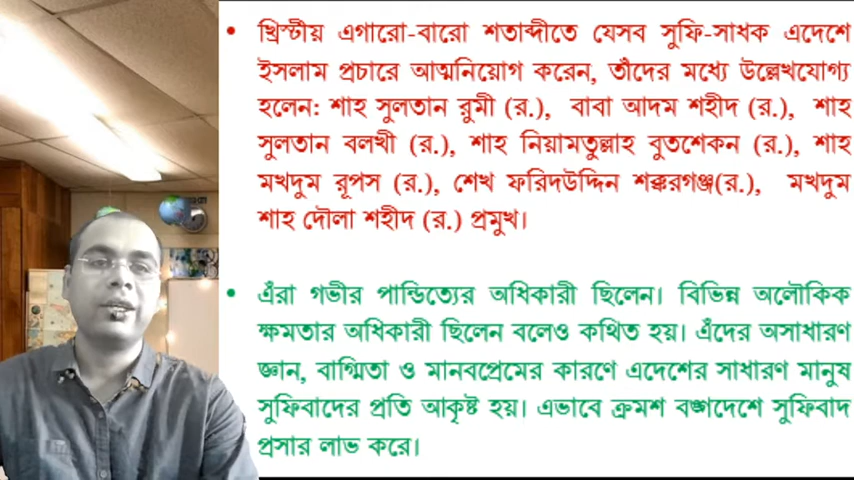 • খ্রিস্টীয় এগারো-বারো শতাব্দীতে যেসব সুফি-সাধক এদেশে
ইসলাম প্রচারে আত্মনিয়োগ করেন, তাঁদের মধ্যে উল্লেখযোগ্য
হলেন: শাহ সুলতান রুমী (র.), বাবা আদম শহীদ (র.), শাহ
সুলতান বলখী (র.), শাহ নিয়ামতুল্লাহ বুতশেকন (র.), শাহ
মখদুম রূপস (র.), শেখ ফরিদউদ্দিন শক্করগঞ্জ(র.), মখদুম
শাহ দৌলা শহীদ (র.) প্রমুখ।
• এঁরা গভীর পান্ডিত্যের অধিকারী ছিলেন। বিভিন্ন অলৌকিক
ক্ষমতার অধিকারী ছিলেন বলেও কথিত হয়। এঁদের অসাধারণ
জ্ঞান, বাগ্মিতা ও মানবপ্রেমের কারণে এদেশের সাধারণ মানুষ
সুফিবাদের প্রতি আকৃষ্ট হয়। এভাবে ক্রমশ বঙ্গদেশে সুফিবাদ
প্রসার লাভ করে।